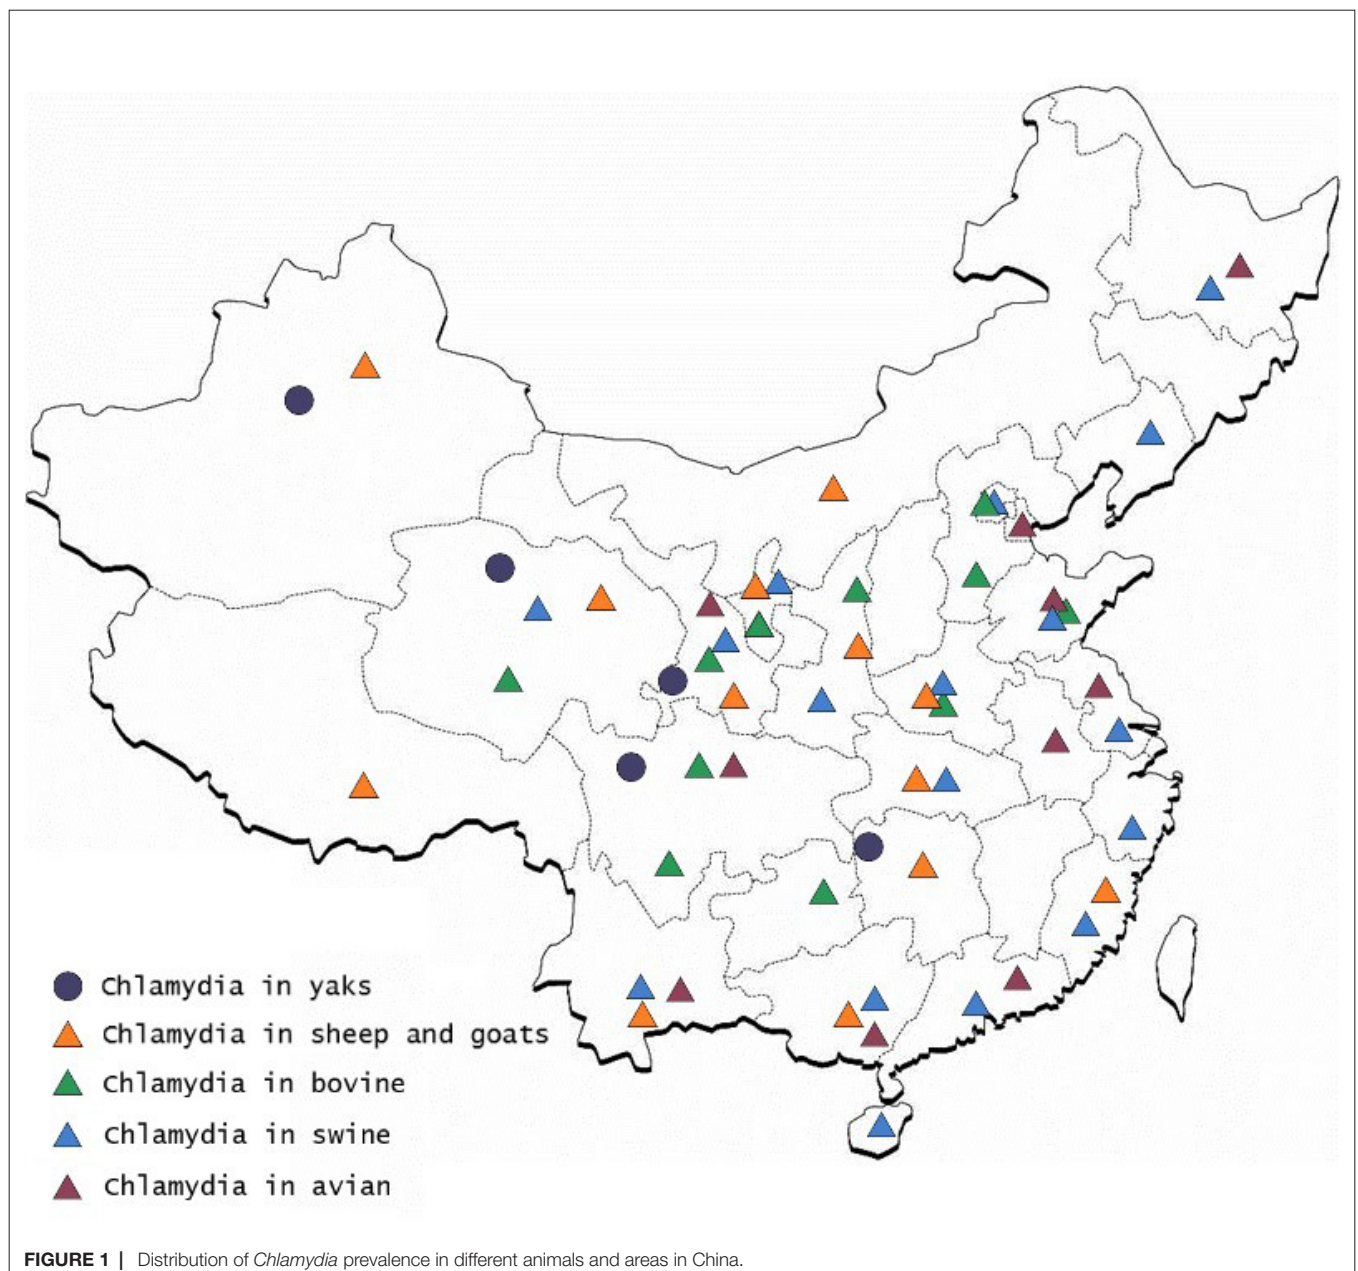 Chlamydia in yaks
Chlamydia in sheep and goats
Chlamydia in bovine
Chlamydia in swine
Chlamydia in avian
FIGURE 1 | Distribution of Chlamydia prevalence in different animals and areas in China.